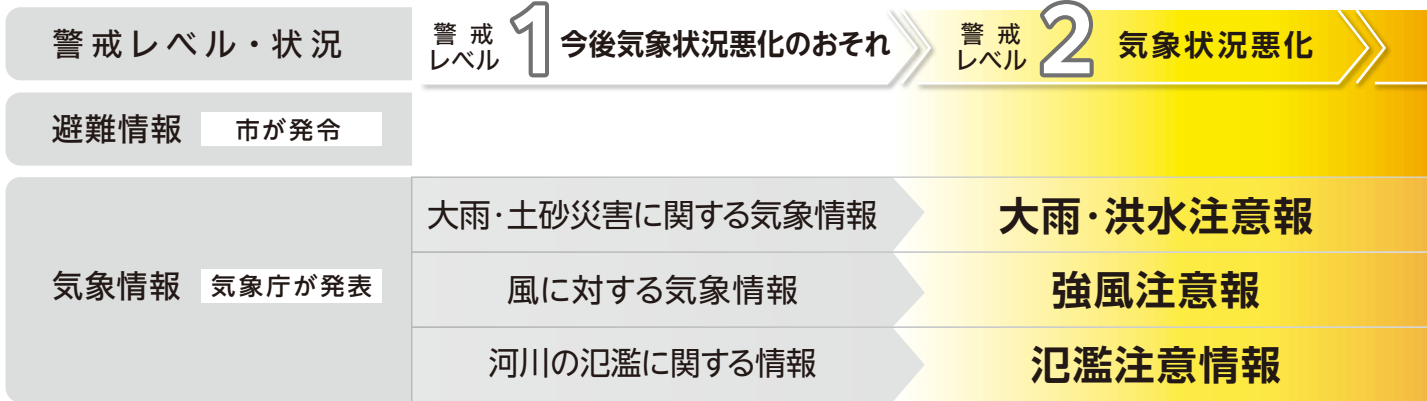 警戒レベル・状況
警戒レベル 1 今後気象状況悪化のおそれ
警戒レベル 2 気象状況悪化
避難情報 市が発令
気象情報 気象庁が発表
大雨･土砂災害に関する気象情報
大雨･洪水注意報
風に対する気象情報
強風注意報
河川の氾濫に関する情報
氾濫注意情報